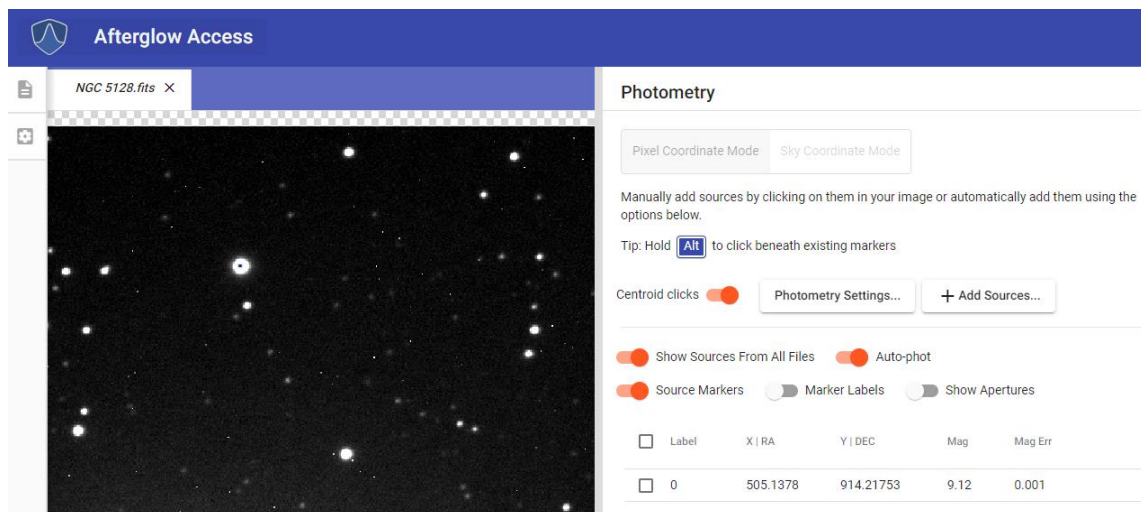 Afterglow Access
NGC 5128.fits ×
Photometry
Pixel Coordinate Mode Sky Coordinate Mode
Manually add sources by clicking on them in your image or automatically add them using the
options below.
Tip: Hold Alt to click beneath existing markers
Centroid clicks Photometry Settings... + Add Sources...
Show Sources From All Files Auto-phot
Source Markers Marker Labels Show Apertures
Label X | RA Y | DEC Mag Mag Err
0 505.1378 914.21753 9.12 0.001